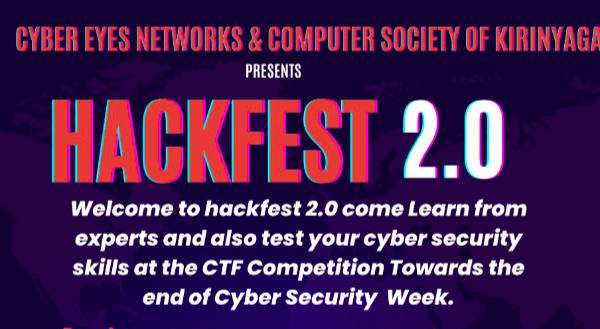 CYBER EYES NETWORKS & COMPUTER SOCIETY OF KIRINYAGA
PRESENTS
HACKFEST 2.0
Welcome to hackfest 2.0 come Learn from
experts and also test your cyber security
skills at the CTF Competition Towards the
end of Cyber Security Week.